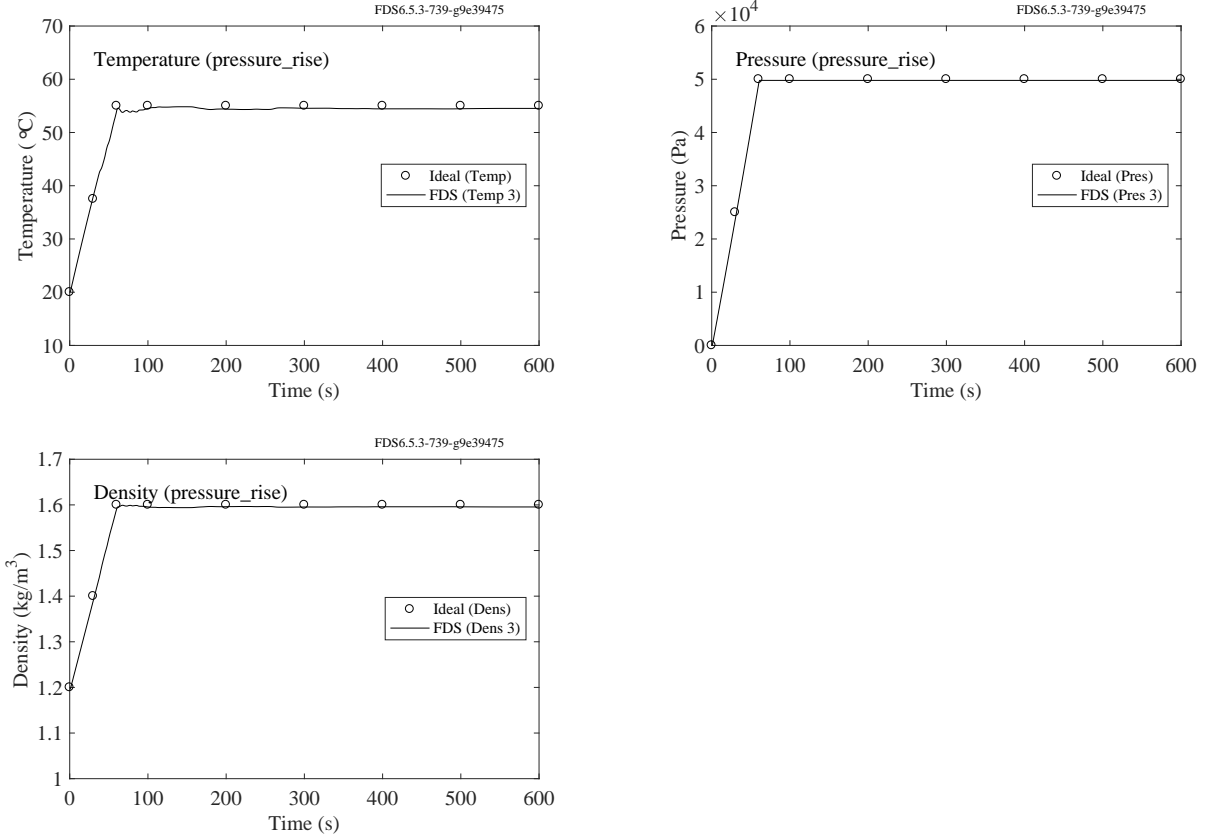 FDS6.5.3-739-g9e39475
Temperature (pressure_rise)
Temperature (°C)
70
60
50
40
30
20
10
Ideal (Temp)
FDS (Temp 3)
0 100 200 300 400 500 600
Time (s)
FDS6.5.3-739-g9e39475
×10⁴
Pressure (pressure_rise)
Pressure (Pa)
6
5
4
3
2
1
0
Ideal (Pres)
FDS (Pres 3)
0 100 200 300 400 500 600
Time (s)
FDS6.5.3-739-g9e39475
Density (pressure_rise)
Density (kg/m³)
1.7
1.6
1.5
1.4
1.3
1.2
1.1
1
Ideal (Dens)
FDS (Dens 3)
0 100 200 300 400 500 600
Time (s)